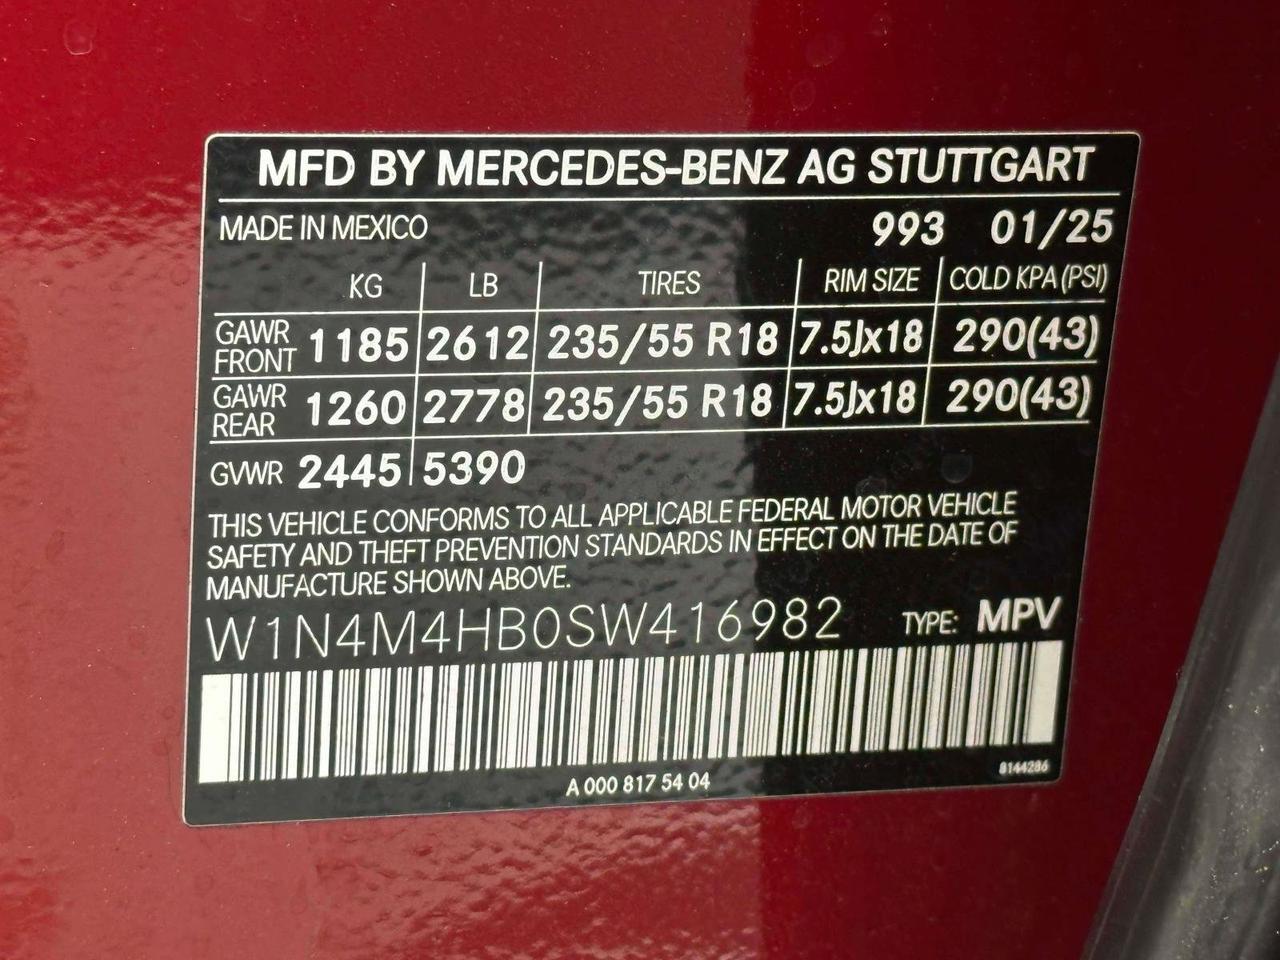 MFD BY MERCEDES-BENZ AG STUTTGART
MADE IN MEXICO 993 01/25
KG LB TIRES RIM SIZE COLD KPA (PSI)
GAWR FRONT 1185 2612 235/55 R18 7.5Jx18 290(43)
GAWR REAR 1260 2778 235/55 R18 7.5Jx18 290(43)
GVWR 2445 5390
THIS VEHICLE CONFORMS TO ALL APPLICABLE FEDERAL MOTOR VEHICLE
SAFETY AND THEFT PREVENTION STANDARDS IN EFFECT ON THE DATE OF
MANUFACTURE SHOWN ABOVE.
W1N4M4HB0SW416982 TYPE: MPV
8144286
A 000 817 54 04